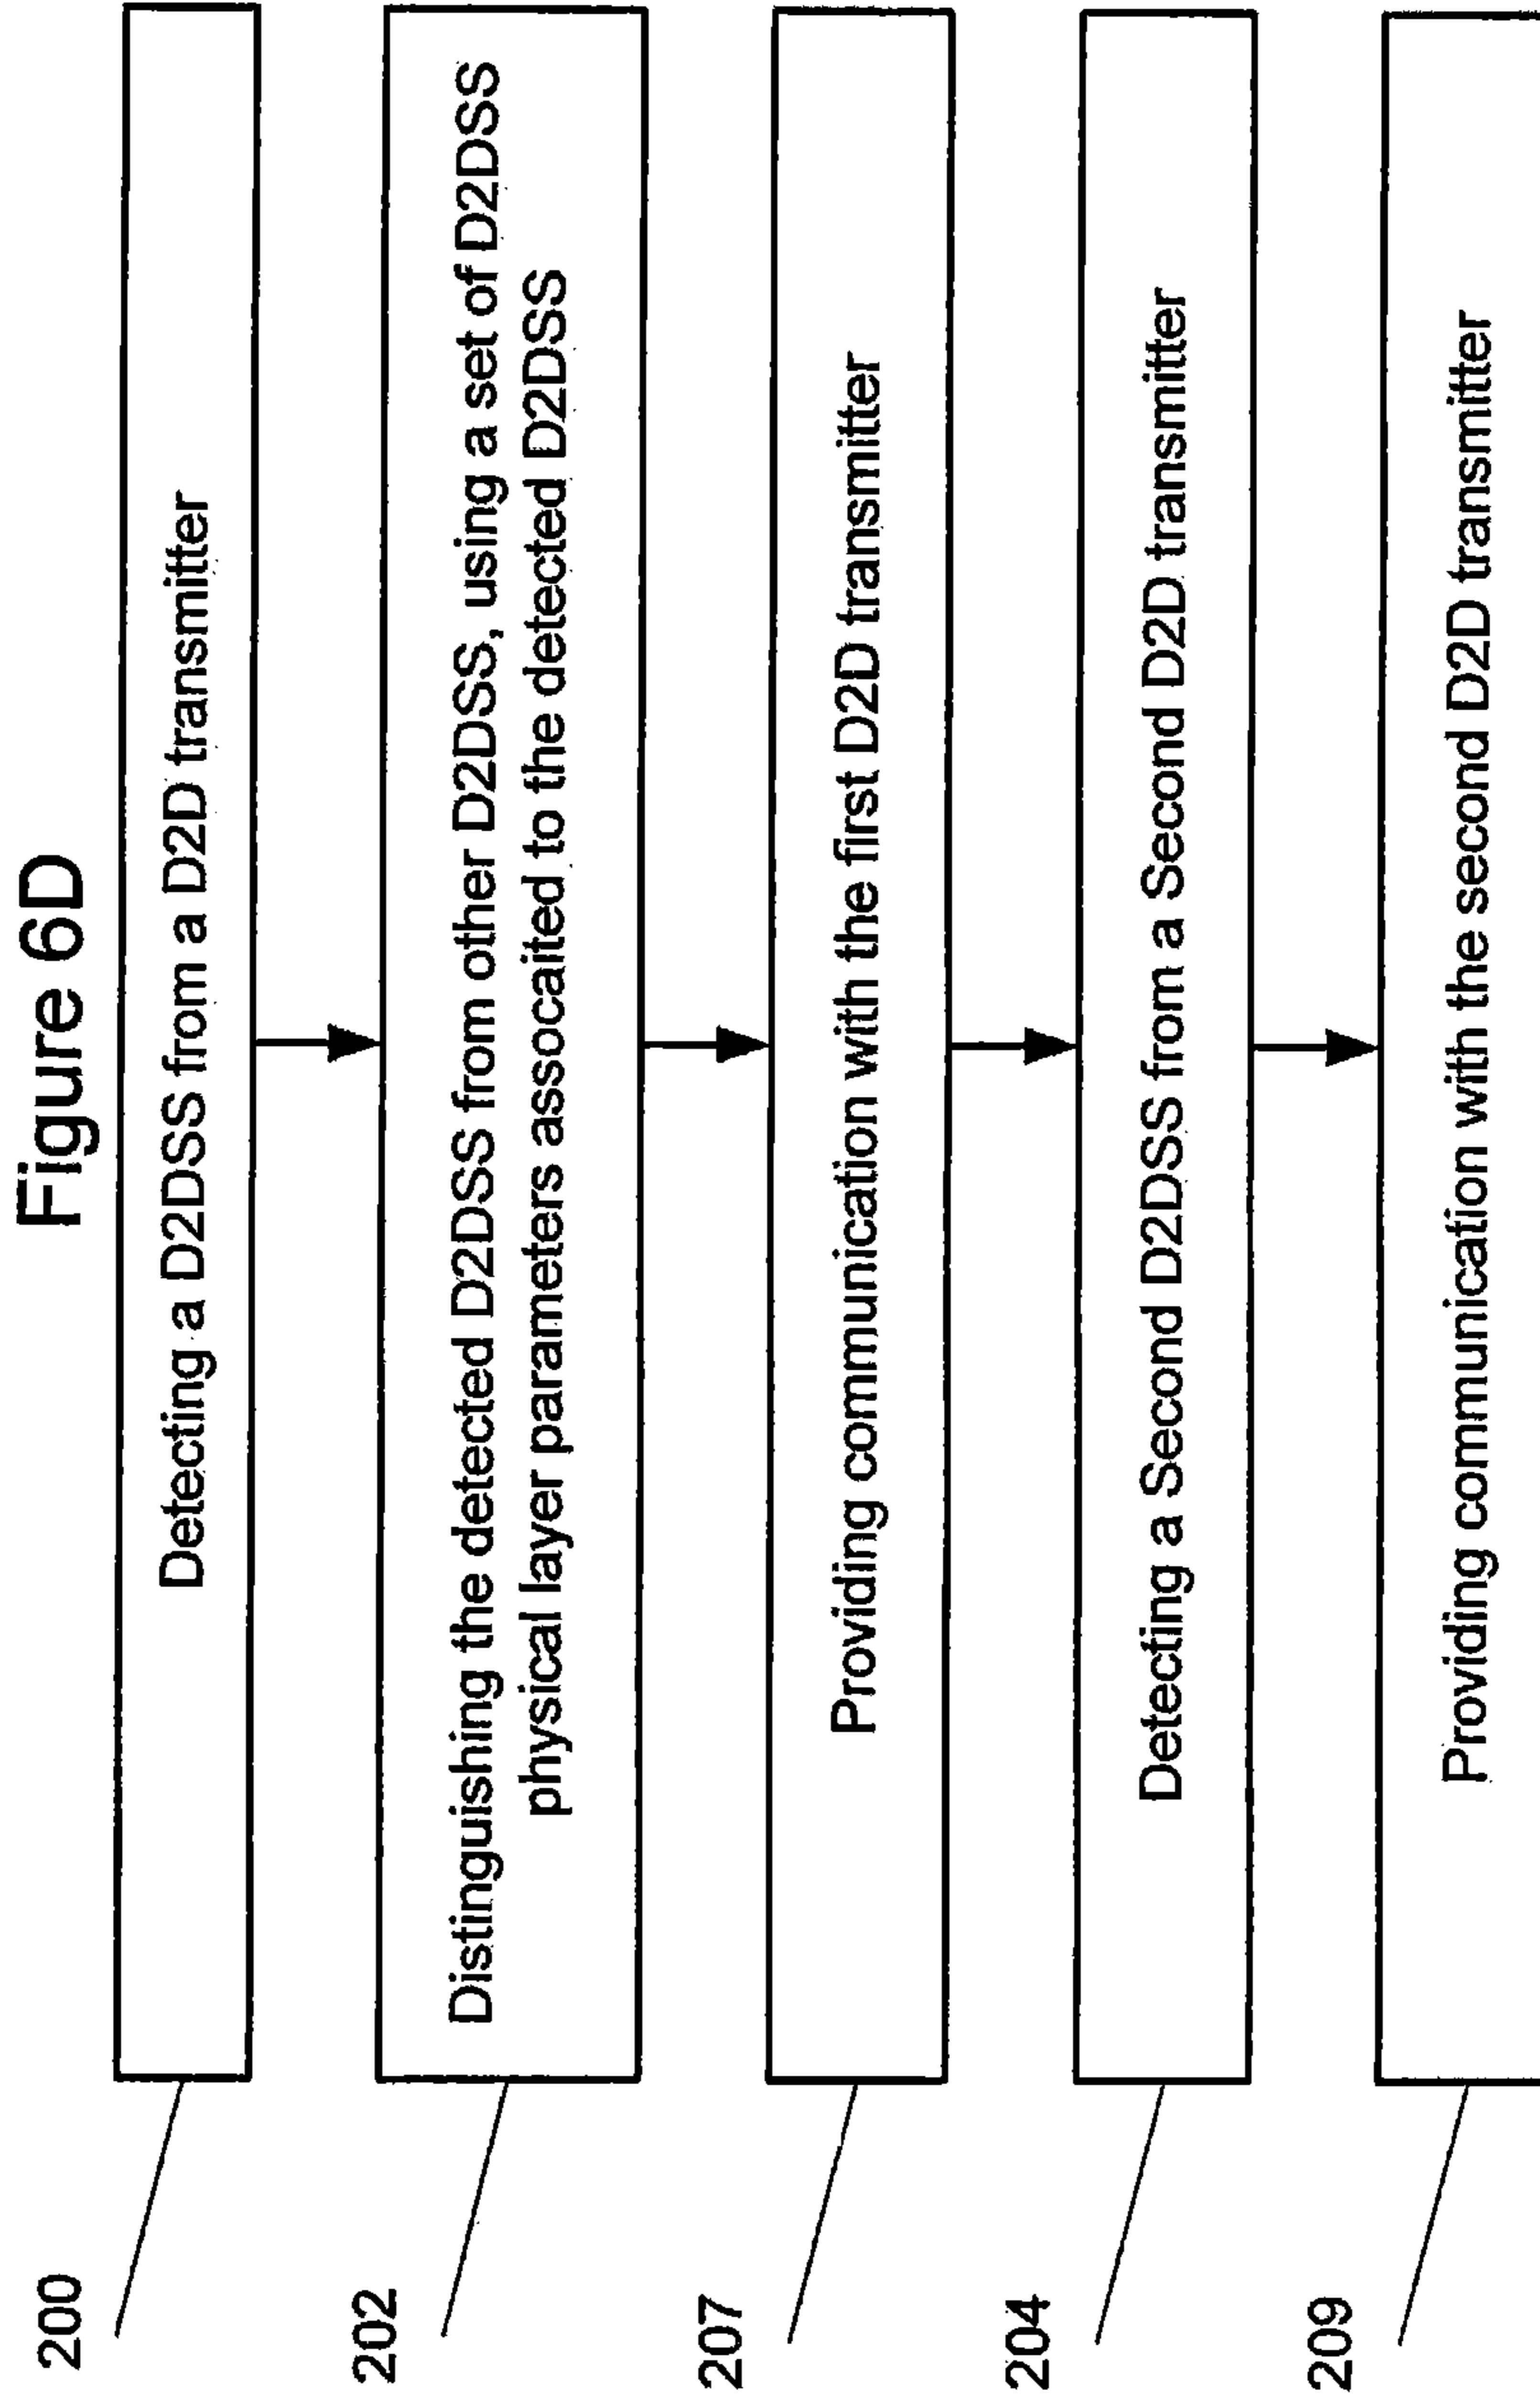 Figure 6D
200
Detecting a D2DSS from a D2D transmitter
202
Distinguishing the detected D2DSS from other D2DSS, using a set of D2DSS
physical layer parameters assocaited to the detected D2DSS
207
Providing communication with the first D2D transmitter
204
Detecting a Second D2DSS from a Second D2D transmitter
209
Providing communication with the second D2D transmitter